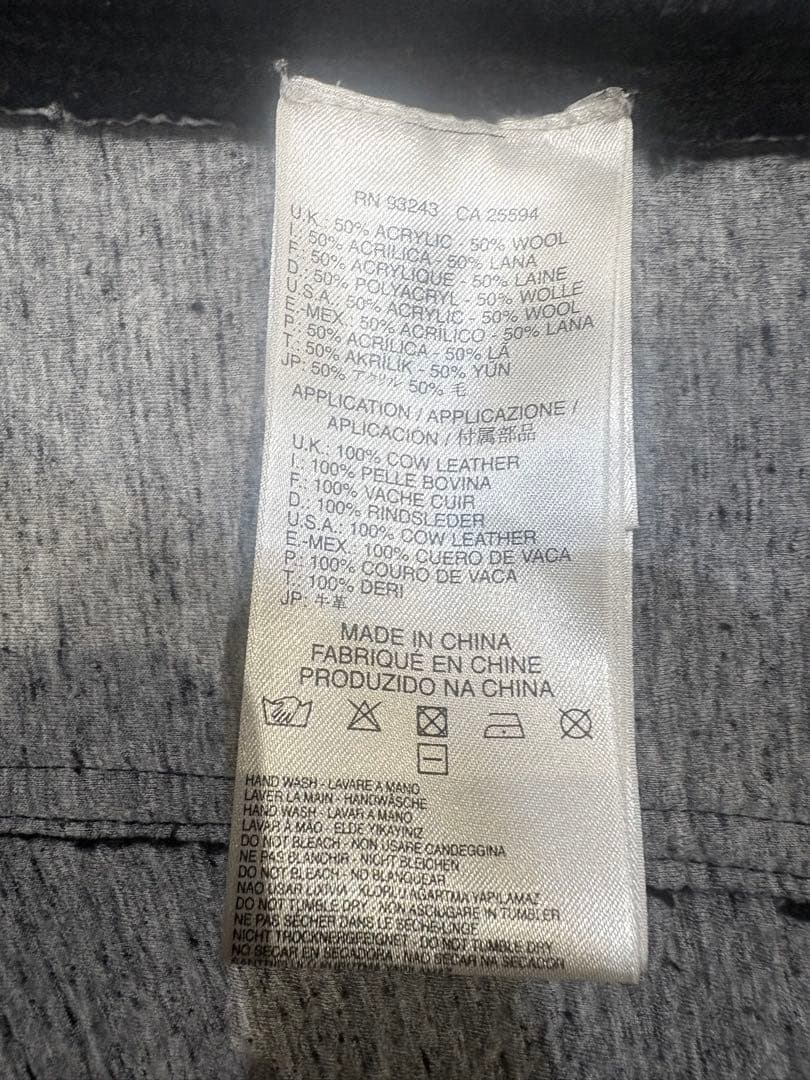 RN 93243 CA 25594
U.K.: 50% ACRYLIC - 50% WOOL
I.: 50% ACRILICA - 50% LANA
F.: 50% ACRYLIQUE - 50% LAINE
D.: 50% POLYACRYL - 50% WOLLE
U.S.A.: 50% ACRYLIC - 50% WOOL
E.-MEX.: 50% ACRÍLICO - 50% LANA
P.: 50% ACRÍLICA - 50% LÃ
T.: 50% AKRİLİK - 50% YÜN
JP: 50% アクリル 50% 毛
APPLICATION / APPLICAZIONE /
APLICACIÓN / 付属部品
U.K.: 100% COW LEATHER
I.: 100% PELLE BOVINA
F.: 100% VACHE CUIR
D.: 100% RINDSLEDER
U.S.A.: 100% COW LEATHER
E.-MEX.: 100% CUERO DE VACA
P.: 100% COURO DE VACA
T.: 100% DERI
JP: 牛革
MADE IN CHINA
FABRIQUÉ EN CHINE
PRODUZIDO NA CHINA
HAND WASH - LAVARE A MANO
LAVER LA MAIN - HANDWÄSCHE
HAND WASH - LAVAR A MANO
LAVAR À MÃO - ELDE YIKAYINIZ
DO NOT BLEACH - NON USARE CANDEGGINA
NE PAS BLANCHIR - NICHT BLEICHEN
DO NOT BLEACH - NO BLANQUEAR
NÃO USAR LIXÍVIA - KLORLU AGARTMA YAPILAMAZ
DO NOT TUMBLE DRY - NON ASCIUGARE IN TUMBLER
NE PAS SÉCHER DANS LE SÈCHE-LINGE
NICHT TROCKNERGEEIGNET - DO NOT TUMBLE DRY
NO SECAR EN SECADORA - NÃO SECAR NA SECADOR